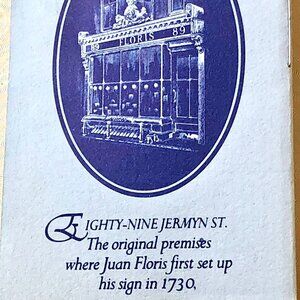 FLORIS 89
EIGHTY-NINE JERMYN ST.
The original premises
where Juan Floris first set up
his sign in 1730,